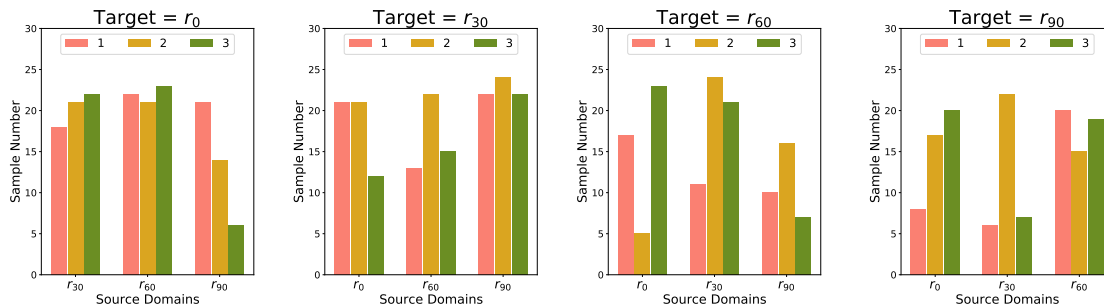 Target = r0
30
25
20
15
10
5
0
Sample Number
1 2 3
r30 r60 r90
Source Domains
Target = r30
30
25
20
15
10
5
0
Sample Number
1 2 3
r0 r60 r90
Source Domains
Target = r60
30
25
20
15
10
5
0
Sample Number
1 2 3
r0 r30 r90
Source Domains
Target = r90
30
25
20
15
10
5
0
Sample Number
1 2 3
r0 r30 r60
Source Domains